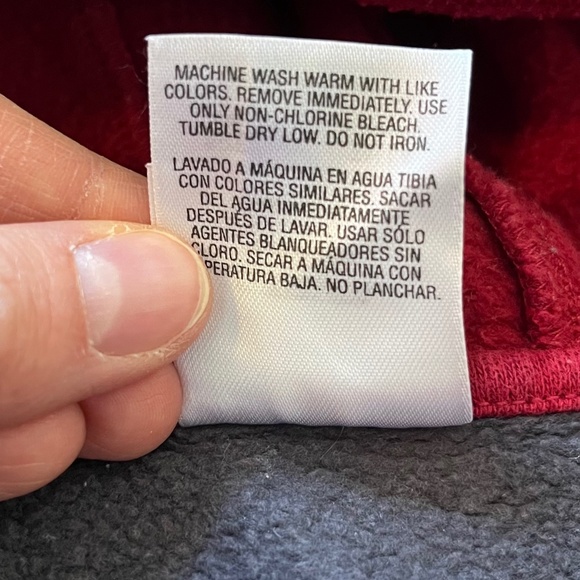 MACHINE WASH WARM WITH LIKE
COLORS. REMOVE IMMEDIATELY. USE
ONLY NON-CHLORINE BLEACH.
TUMBLE DRY LOW. DO NOT IRON.
LAVADO A MÁQUINA EN AGUA TIBIA
CON COLORES SIMILARES. SACAR
DEL AGUA INMEDIATAMENTE
DESPUÉS DE LAVAR. USAR SÓLO
AGENTES BLANQUEADORES SIN
CLORO. SECAR A MÁQUINA CON
PERATURA BAJA. NO PLANCHAR.